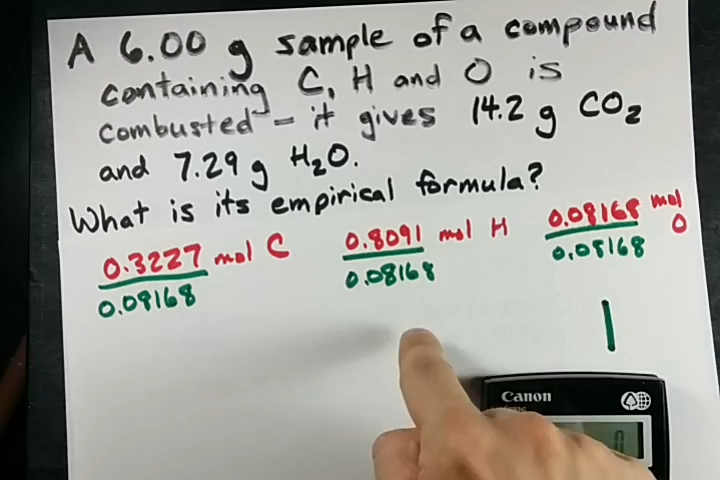 A 6.00 g sample of a compound
containing C, H and O is
combusted - it gives 14.2 g CO2
and 7.29 g H2O.
What is its empirical formula?
0.3227 mol C 0.8091 mol H 0.08168 mol O
0.08168 0.08168 0.08168
1
Canon
0